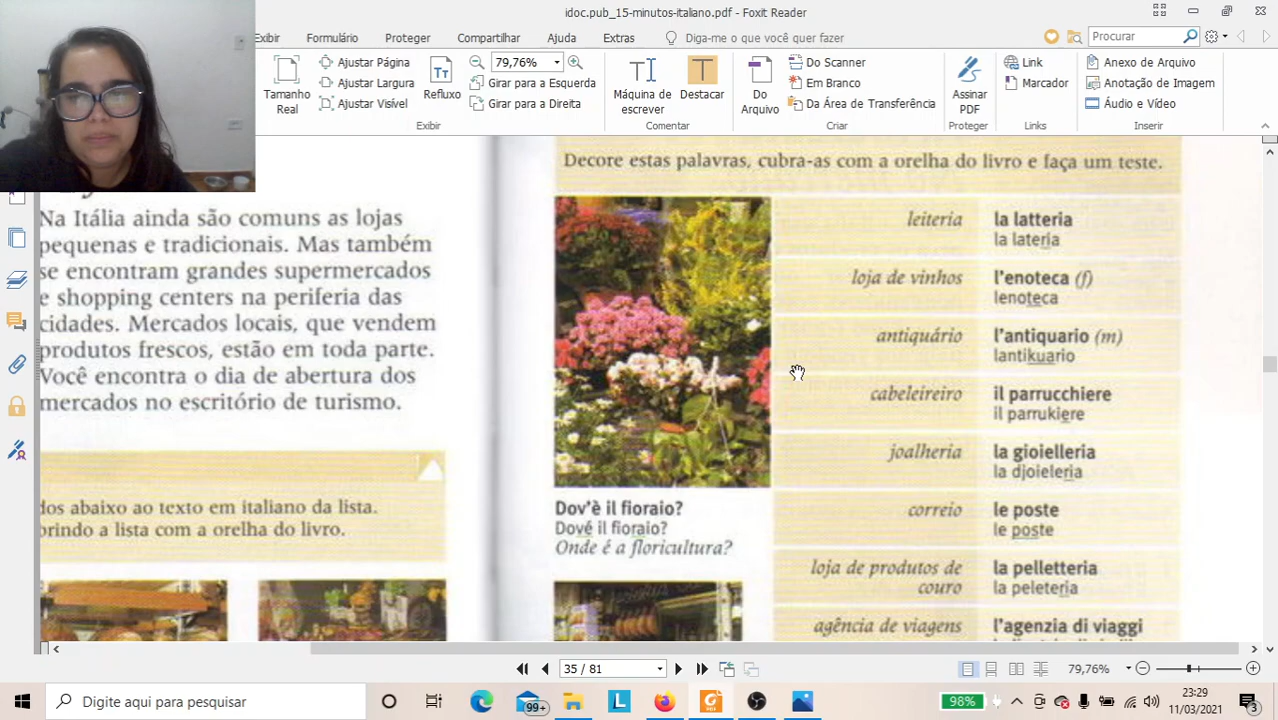 idoc.pub_15-minutos-italiano.pdf - Foxit Reader
Exibir Formulário Proteger Compartilhar Ajuda Extras Diga-me o que você quer fazer Procurar
Tamanho Real
Ajustar Página
Ajustar Largura
Ajustar Visível
Refluxo
79,76%
Girar para a Esquerda
Girar para a Direita
Exibir
Máquina de escrever
Destacar
Comentar
Do Arquivo
Do Scanner
Em Branco
Da Área de Transferência
Criar
Assinar PDF
Proteger
Link
Marcador
Links
Anexo de Arquivo
Anotação de Imagem
Áudio e Vídeo
Inserir
Na Itália ainda são comuns as lojas
pequenas e tradicionais. Mas também
se encontram grandes supermercados
e shopping centers na periferia das
cidades. Mercados locais, que vendem
produtos frescos, estão em toda parte.
Você encontra o dia de abertura dos
mercados no escritório de turismo.
dos abaixo ao texto em italiano da lista.
brindo a lista com a orelha do livro.
Decore estas palavras, cubra-as com a orelha do livro e faça um teste.
Dov'è il fioraio?
Dové il fioraio?
Onde é a floricultura?
leiteria la latteria
la lateria
loja de vinhos l'enoteca (f)
lenoteca
antiquário l'antiquario (m)
lantikuario
cabeleireiro il parrucchiere
il parrukiere
joalheria la gioielleria
la djoieleria
correio le poste
le poste
loja de produtos de la pelletteria
couro la peleteria
agência de viagens l'agenzia di viaggi
35 / 81
79,76%
Digite aqui para pesquisar
99+
L
98%
23:29
11/03/2021
3